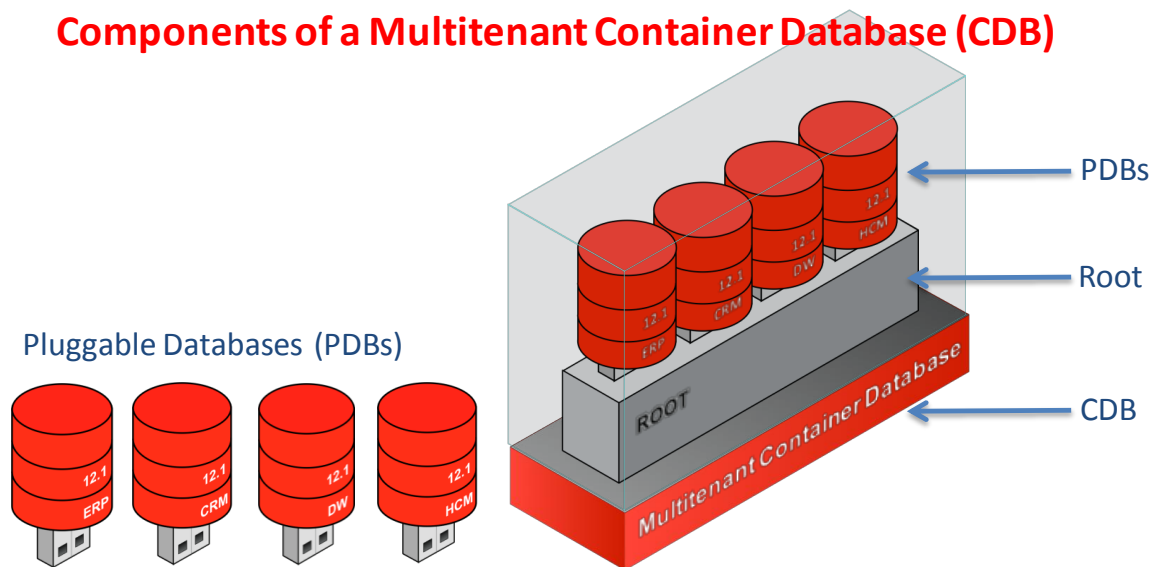 Components of a Multitenant Container Database (CDB)
PDBs
Root
CDB
12.1
HCM
12.1
DW
12.1
CRM
12.1
ERP
ROOT
Multitenant Container Database
Pluggable Databases (PDBs)
12.1
ERP
12.1
CRM
12.1
DW
12.1
HCM